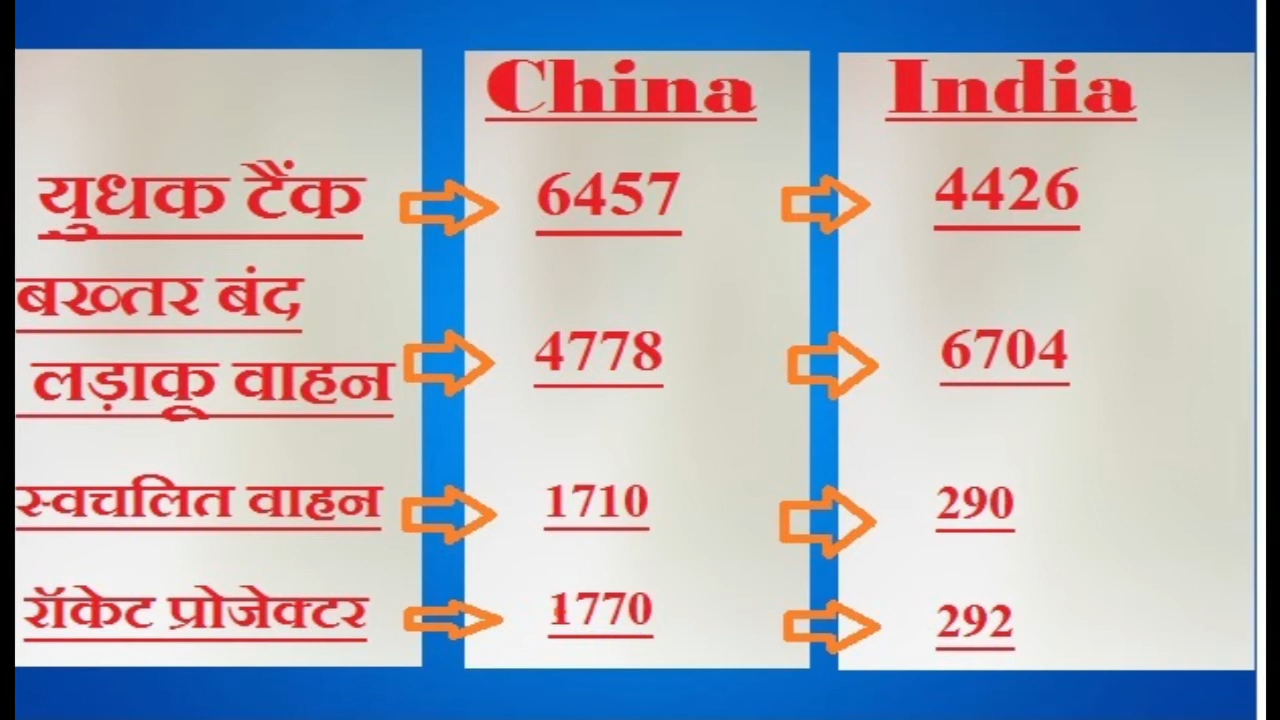 China India
युधक टैंक 6457 4426
बख्तर बंद
लड़ाकू वाहन 4778 6704
स्वचलित वाहन 1710 290
रॉकेट प्रोजेक्टर 1770 292